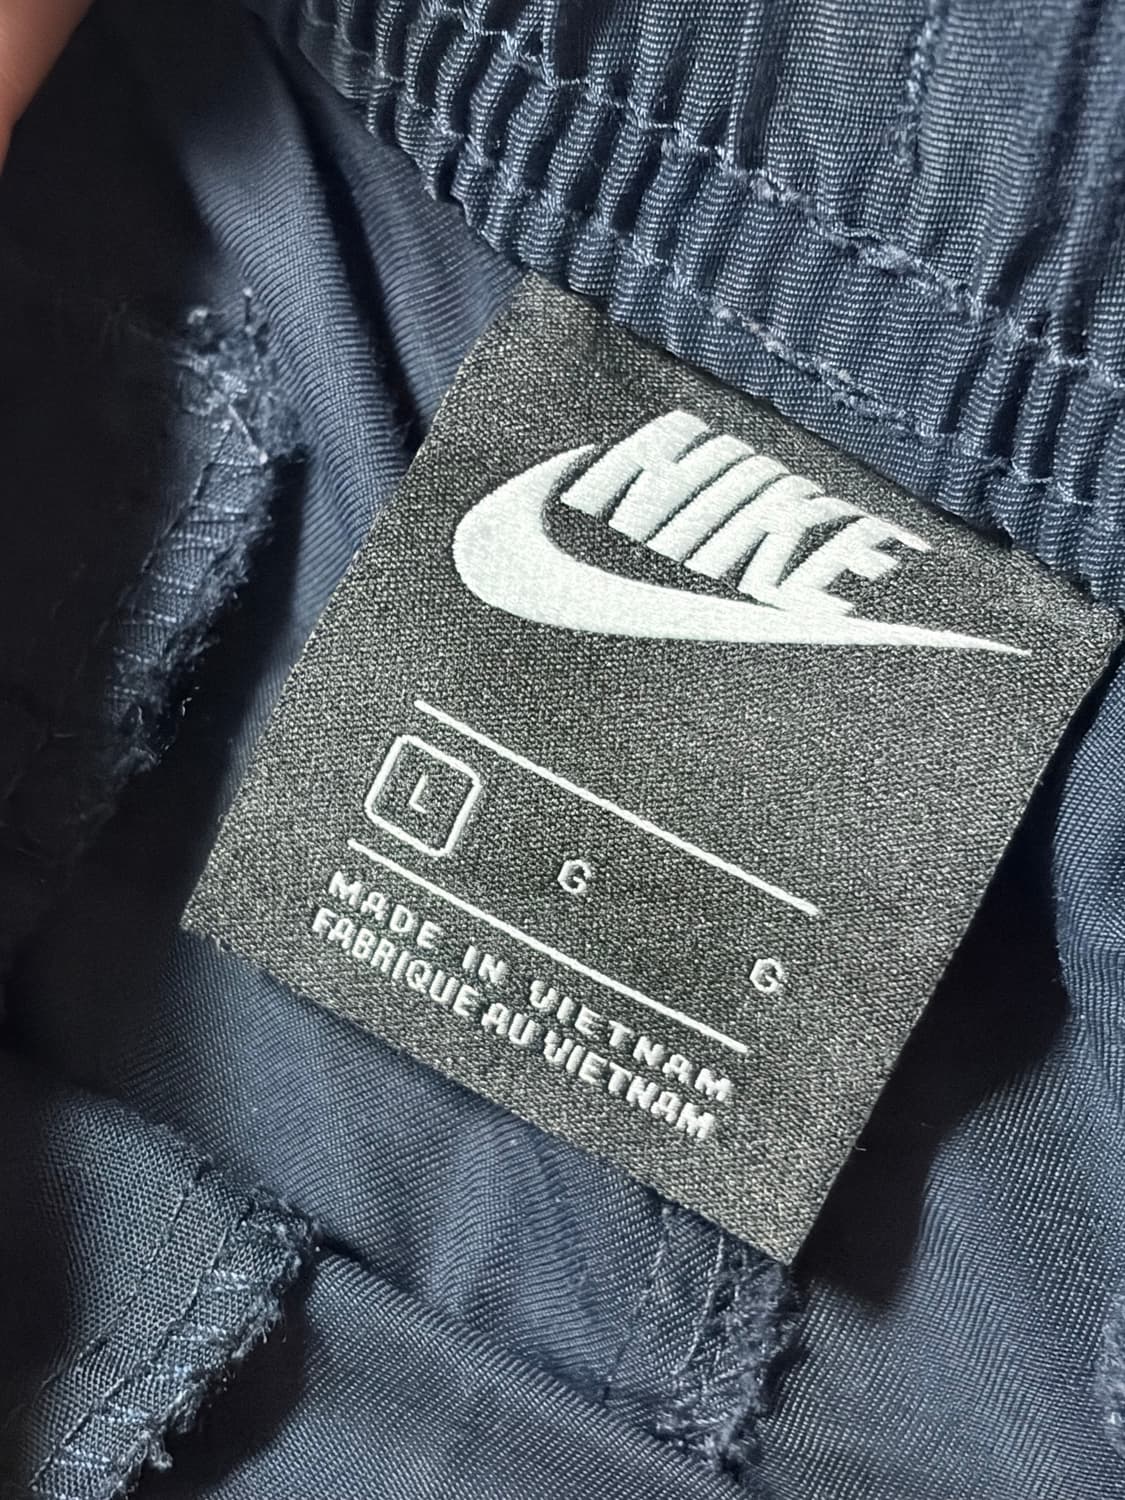 NIKE
L G G
MADE IN VIETNAM
FABRIQUE AU VIETNAM